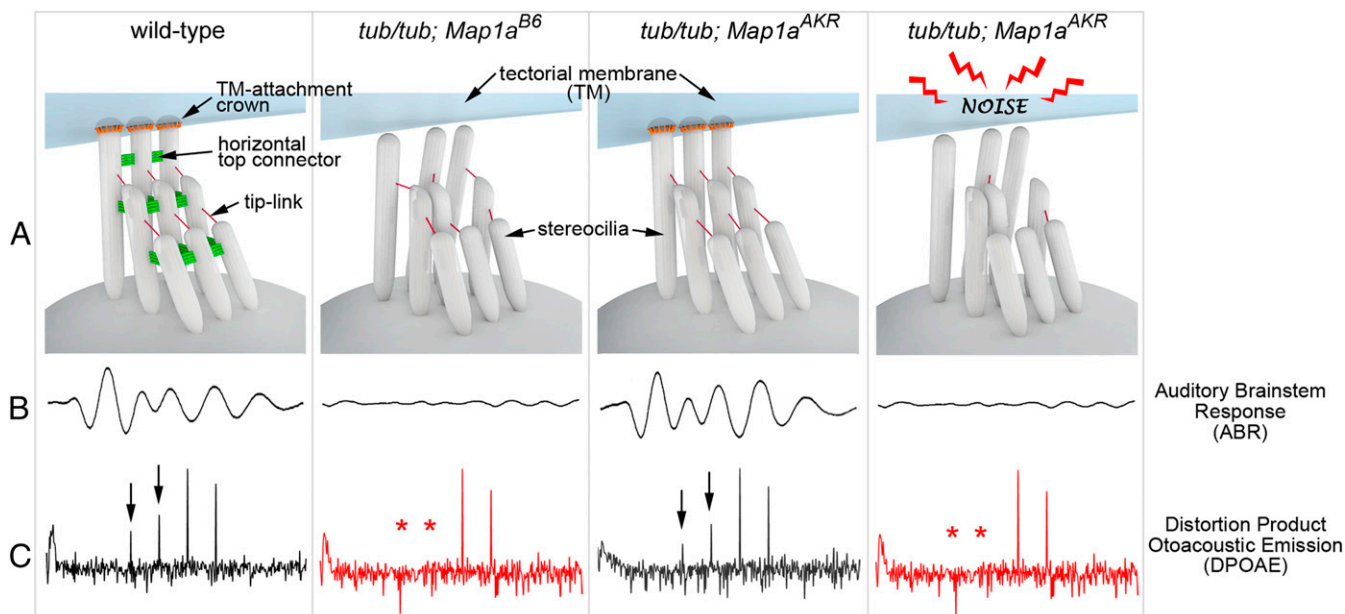 wild-type
tub/tub; Map1a^B6
tub/tub; Map1a^AKR
tub/tub; Map1a^AKR
TM-attachment
crown
horizontal
top connector
tip-link
tectorial membrane
(TM)
stereocilia
NOISE
A
B
Auditory Brainstem
Response
(ABR)
C
* *
* *
Distortion Product
Otoacoustic Emission
(DPOAE)